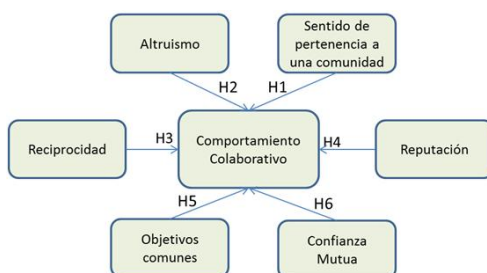 Altruismo
Sentido de
pertenencia a
una comunidad
H2
H1
Reciprocidad
H3
Comportamiento
Colaborativo
H4
Reputación
H5
H6
Objetivos
comunes
Confianza
Mutua